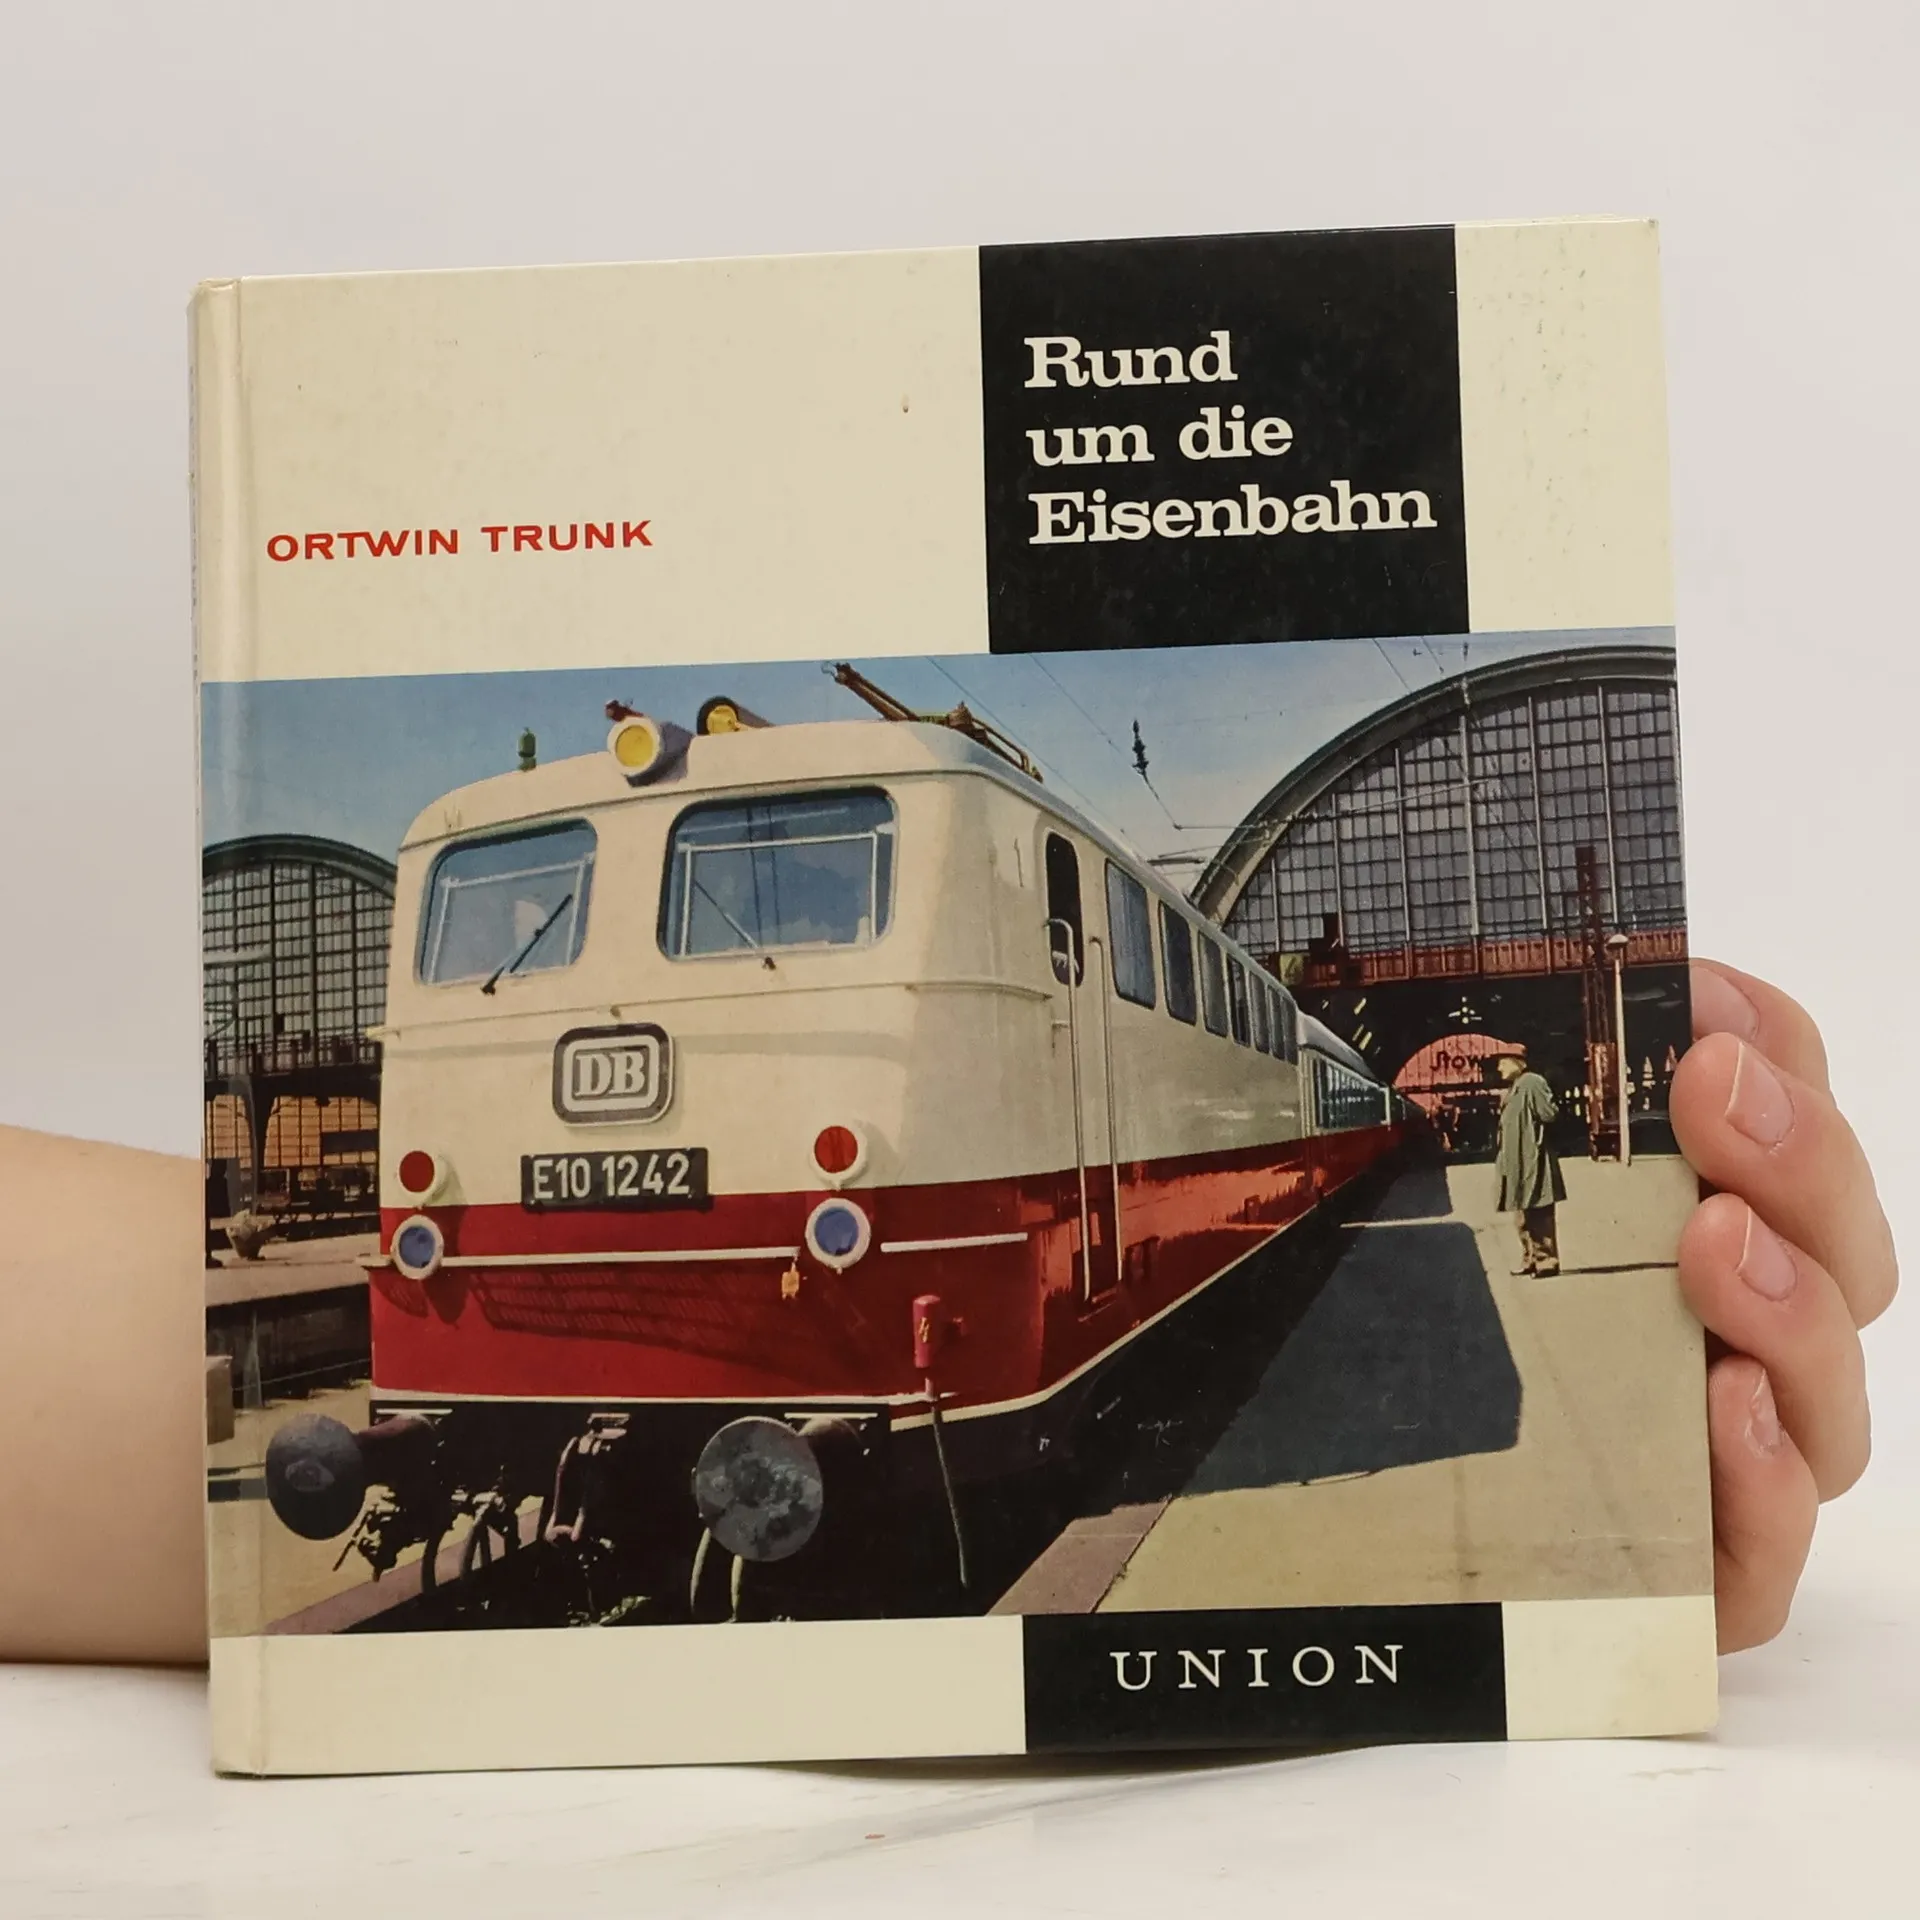 Rund
um die
Eisenbahn
ORTWIN TRUNK
DB
E10 1242
UNION